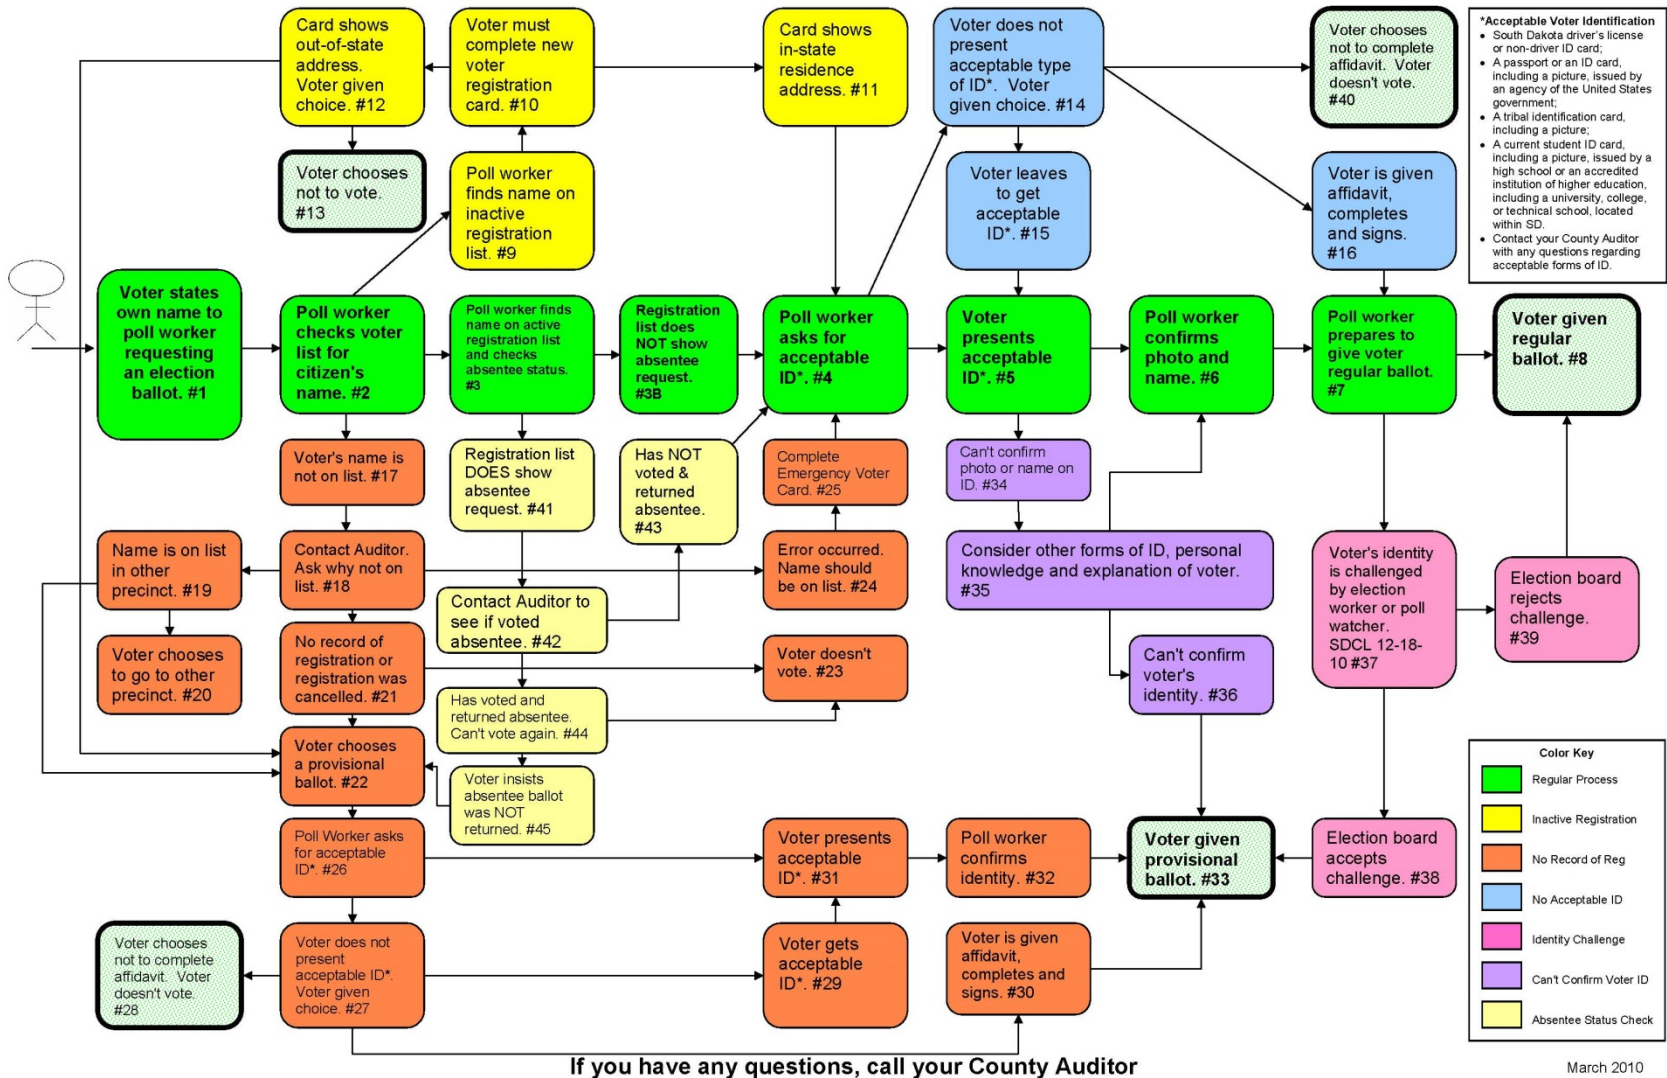 Card shows
out-of-state
address.
Voter given
choice. #12
Voter must
complete new
voter
registration
card. #10
Card shows
in-state
residence
address. #11
Voter does not
present
acceptable type
of ID*. Voter
given choice. #14
Voter chooses
not to complete
affidavit. Voter
doesn't vote.
#40
*Acceptable Voter Identification
• South Dakota driver's license
or non-driver ID card;
• A passport or an ID card,
including a picture, issued by
an agency of the United States
government;
• A tribal identification card,
including a picture;
• A current student ID card,
including a picture, issued by a
high school or an accredited
institution of higher education,
including a university, college,
or technical school, located
within SD.
• Contact your County Auditor
with any questions regarding
acceptable forms of ID.
Voter chooses
not to vote.
#13
Poll worker
finds name on
inactive
registration
list. #9
Voter leaves
to get
acceptable
ID*. #15
Voter is given
affidavit,
completes
and signs.
#16
Voter states
own name to
poll worker
requesting
an election
ballot. #1
Poll worker
checks voter
list for
citizen's
name. #2
Poll worker finds
name on active
registration list
and checks
absentee status.
#3
Registration
list does
NOT show
absentee
request.
#3B
Poll worker
asks for
acceptable
ID*. #4
Voter
presents
acceptable
ID*. #5
Poll worker
confirms
photo and
name. #6
Poll worker
prepares to
give voter
regular ballot.
#7
Voter given
regular
ballot. #8
Voter's name is
not on list. #17
Registration list
DOES show
absentee
request. #41
Has NOT
voted &
returned
absentee.
#43
Complete
Emergency Voter
Card. #25
Can't confirm
photo or name on
ID. #34
Name is on list
in other
precinct. #19
Contact Auditor.
Ask why not on
list. #18
Error occurred.
Name should
be on list. #24
Consider other forms of ID, personal
knowledge and explanation of voter.
#35
Voter's identity
is challenged
by election
worker or poll
watcher.
SDCL 12-18-
10 #37
Election board
rejects
challenge.
#39
Contact Auditor to
see if voted
absentee. #42
Voter chooses
to go to other
precinct. #20
No record of
registration or
registration was
cancelled. #21
Voter doesn't
vote. #23
Can't confirm
voter's
identity. #36
Has voted and
returned absentee.
Can't vote again. #44
Voter chooses
a provisional
ballot. #22
Voter insists
absentee ballot
was NOT
returned. #45
Poll Worker asks
for acceptable
ID*. #26
Voter presents
acceptable
ID*. #31
Poll worker
confirms
identity. #32
Voter given
provisional
ballot. #33
Election board
accepts
challenge. #38
Voter chooses
not to complete
affidavit. Voter
doesn't vote.
#28
Voter does not
present
acceptable ID*.
Voter given
choice. #27
Voter gets
acceptable
ID*. #29
Voter is given
affidavit,
completes and
signs. #30
Color Key
Regular Process
Inactive Registration
No Record of Reg
No Acceptable ID
Identity Challenge
Can't Confirm Voter ID
Absentee Status Check
If you have any questions, call your County Auditor
March 2010